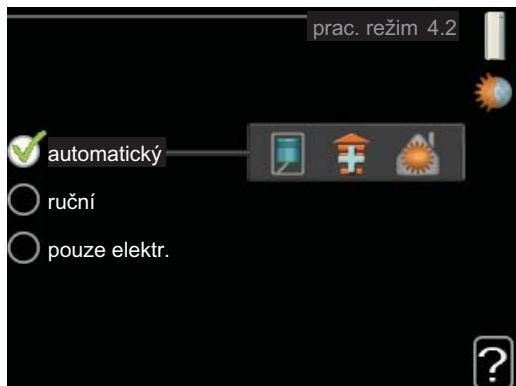 prac. režim 4.2
automatický
ruční
pouze elektr.
?